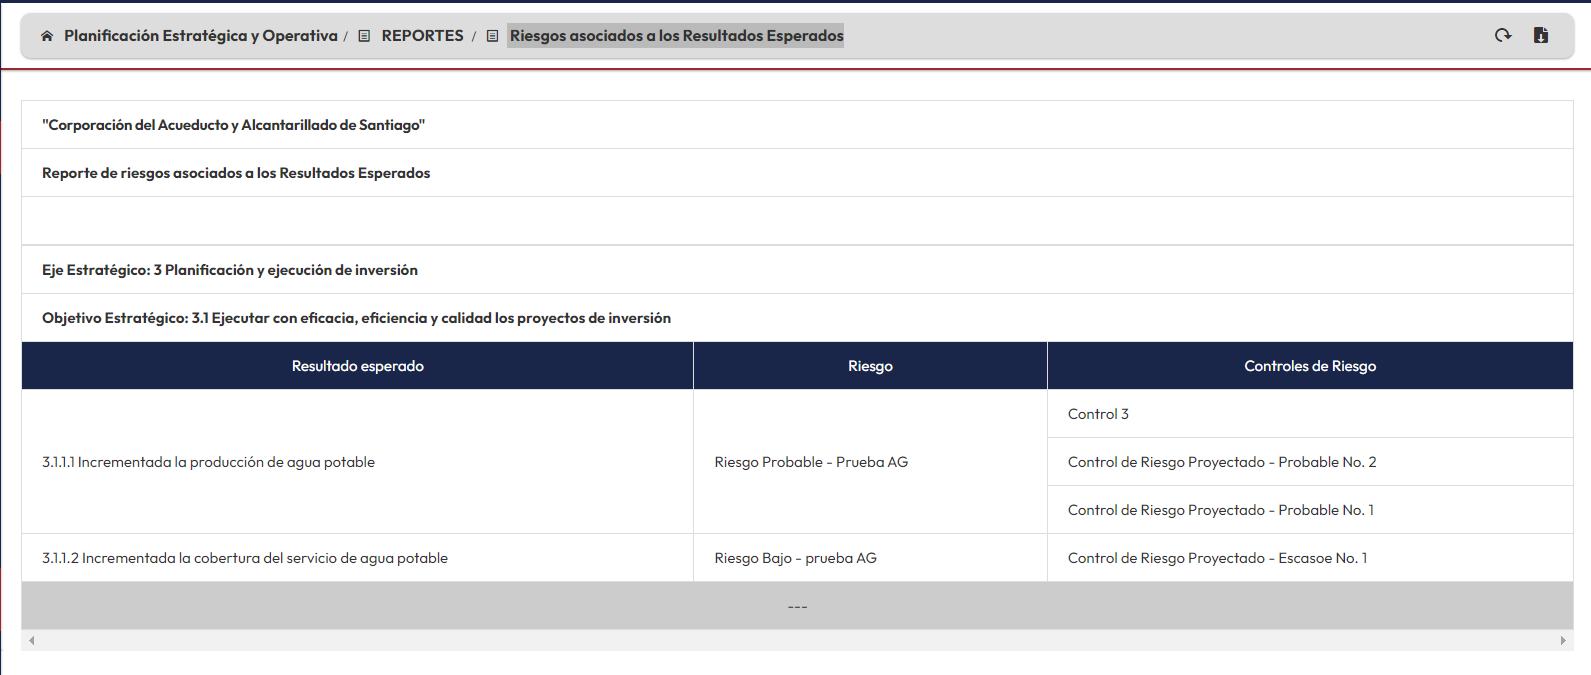 Planificación Estratégica y Operativa / REPORTES / Riesgos asociados a los Resultados Esperados
"Corporación del Acueducto y Alcantarillado de Santiago"
Reporte de riesgos asociados a los Resultados Esperados
Eje Estratégico: 3 Planificación y ejecución de inversión
Objetivo Estratégico: 3.1 Ejecutar con eficacia, eficiencia y calidad los proyectos de inversión
Resultado esperado Riesgo Controles de Riesgo
Control 3
3.1.1.1 Incrementada la producción de agua potable Riesgo Probable - Prueba AG Control de Riesgo Proyectado - Probable No. 2
Control de Riesgo Proyectado - Probable No. 1
3.1.1.2 Incrementada la cobertura del servicio de agua potable Riesgo Bajo - prueba AG Control de Riesgo Proyectado - Escasoe No. 1
---